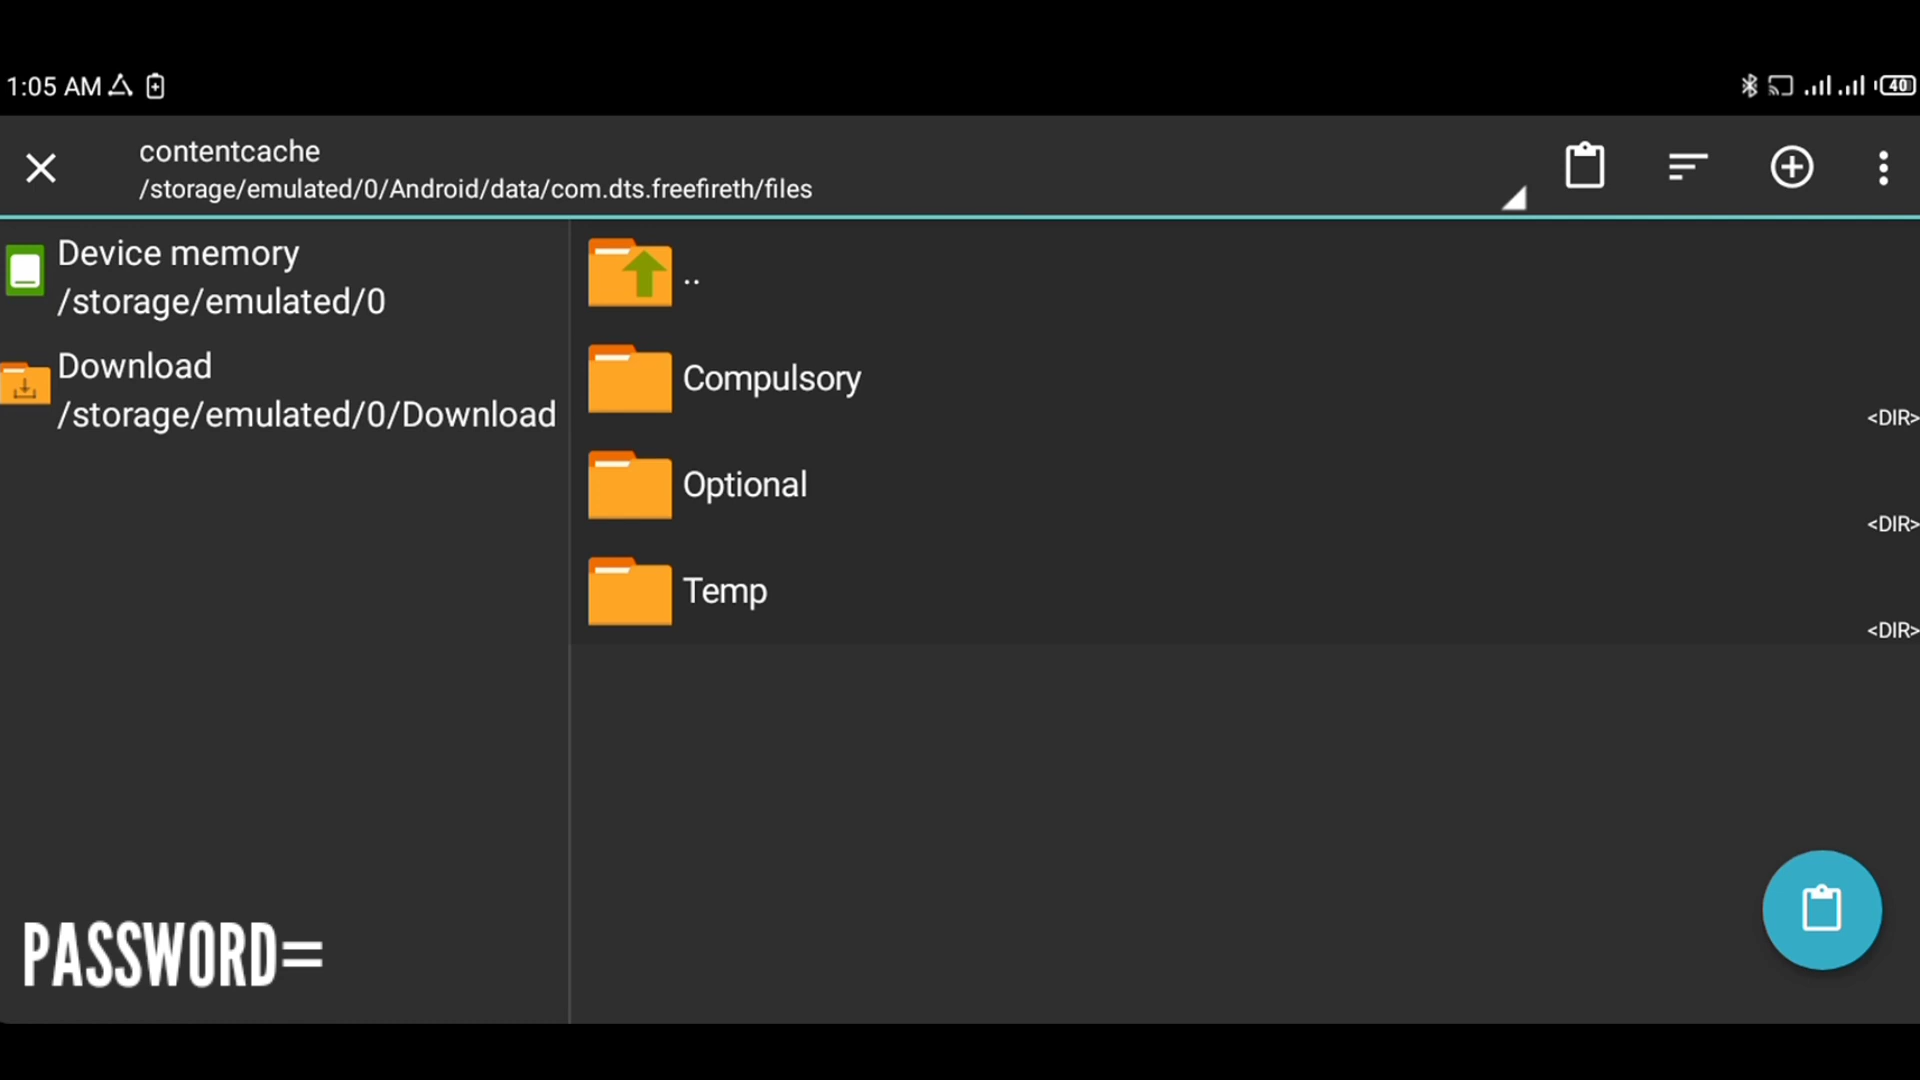 1:05 AM
40
contentcache
/storage/emulated/0/Android/data/com.dts.freefireth/files
Device memory
/storage/emulated/0
Download
/storage/emulated/0/Download
..
Compulsory
<DIR>
Optional
<DIR>
Temp
<DIR>
PASSWORD=